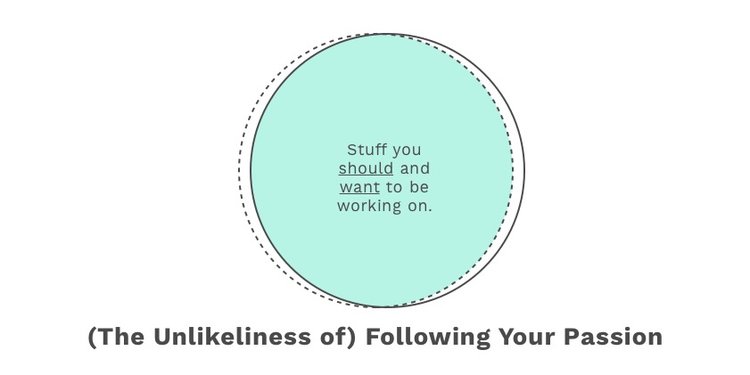 Stuff you
should and
want to be
working on.
(The Unlikeliness of) Following Your Passion